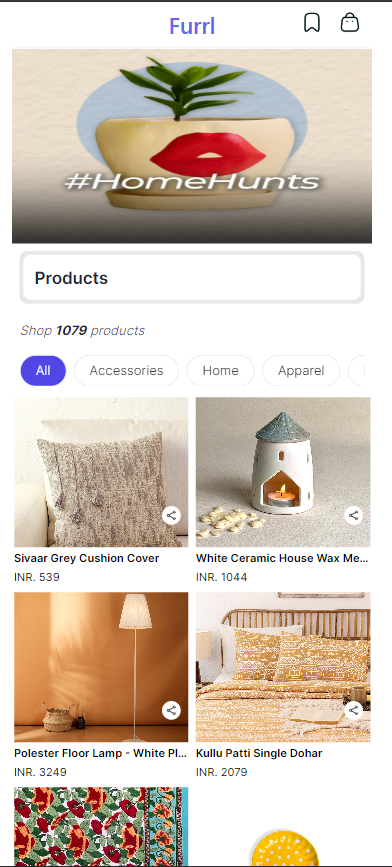 Furrl
#HomeHunts
Products
Shop 1079 products
All
Accessories
Home
Apparel
Sivaar Grey Cushion Cover
INR. 539
White Ceramic House Wax Me...
INR. 1044
Polester Floor Lamp - White Pl...
INR. 3249
Kullu Patti Single Dohar
INR. 2079